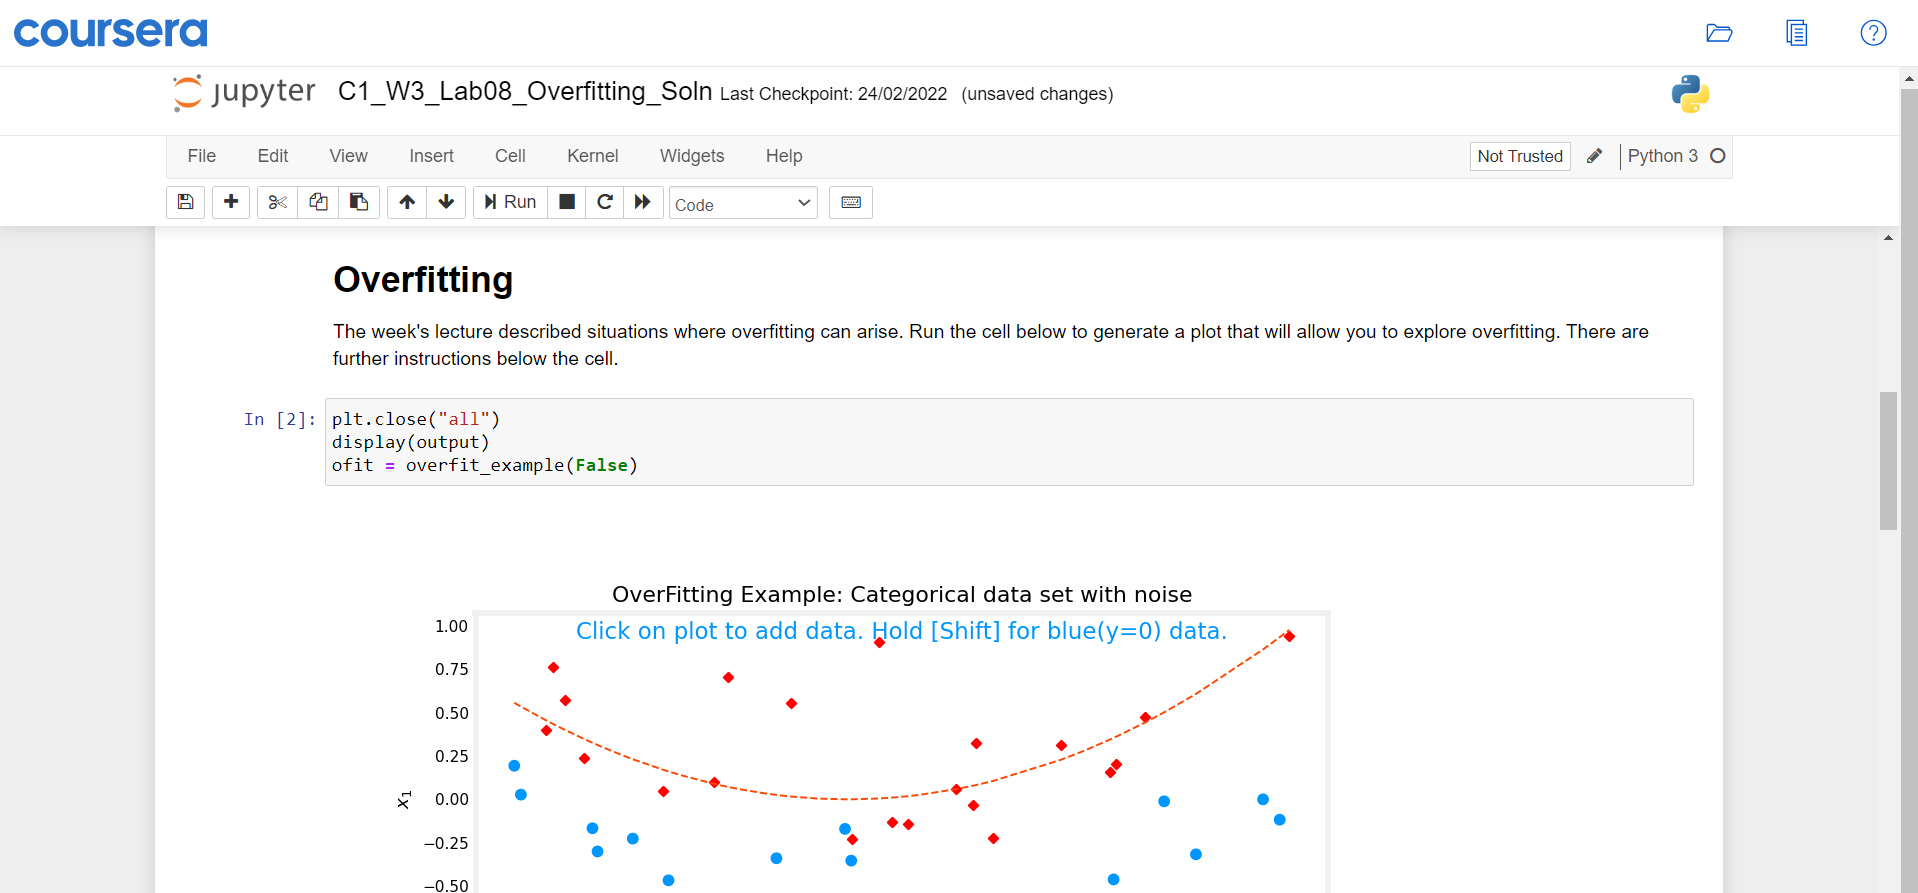 coursera
jupyter C1_W3_Lab08_Overfitting_Soln Last Checkpoint: 24/02/2022 (unsaved changes)
File Edit View Insert Cell Kernel Widgets Help Not Trusted Python 3
Run Code
Overfitting
The week's lecture described situations where overfitting can arise. Run the cell below to generate a plot that will allow you to explore overfitting. There are
further instructions below the cell.
In [2]: plt.close("all")
display(output)
ofit = overfit_example(False)
OverFitting Example: Categorical data set with noise
Click on plot to add data. Hold [Shift] for blue(y=0) data.
1.00
0.75
0.50
0.25
x₁ 0.00
−0.25
−0.50